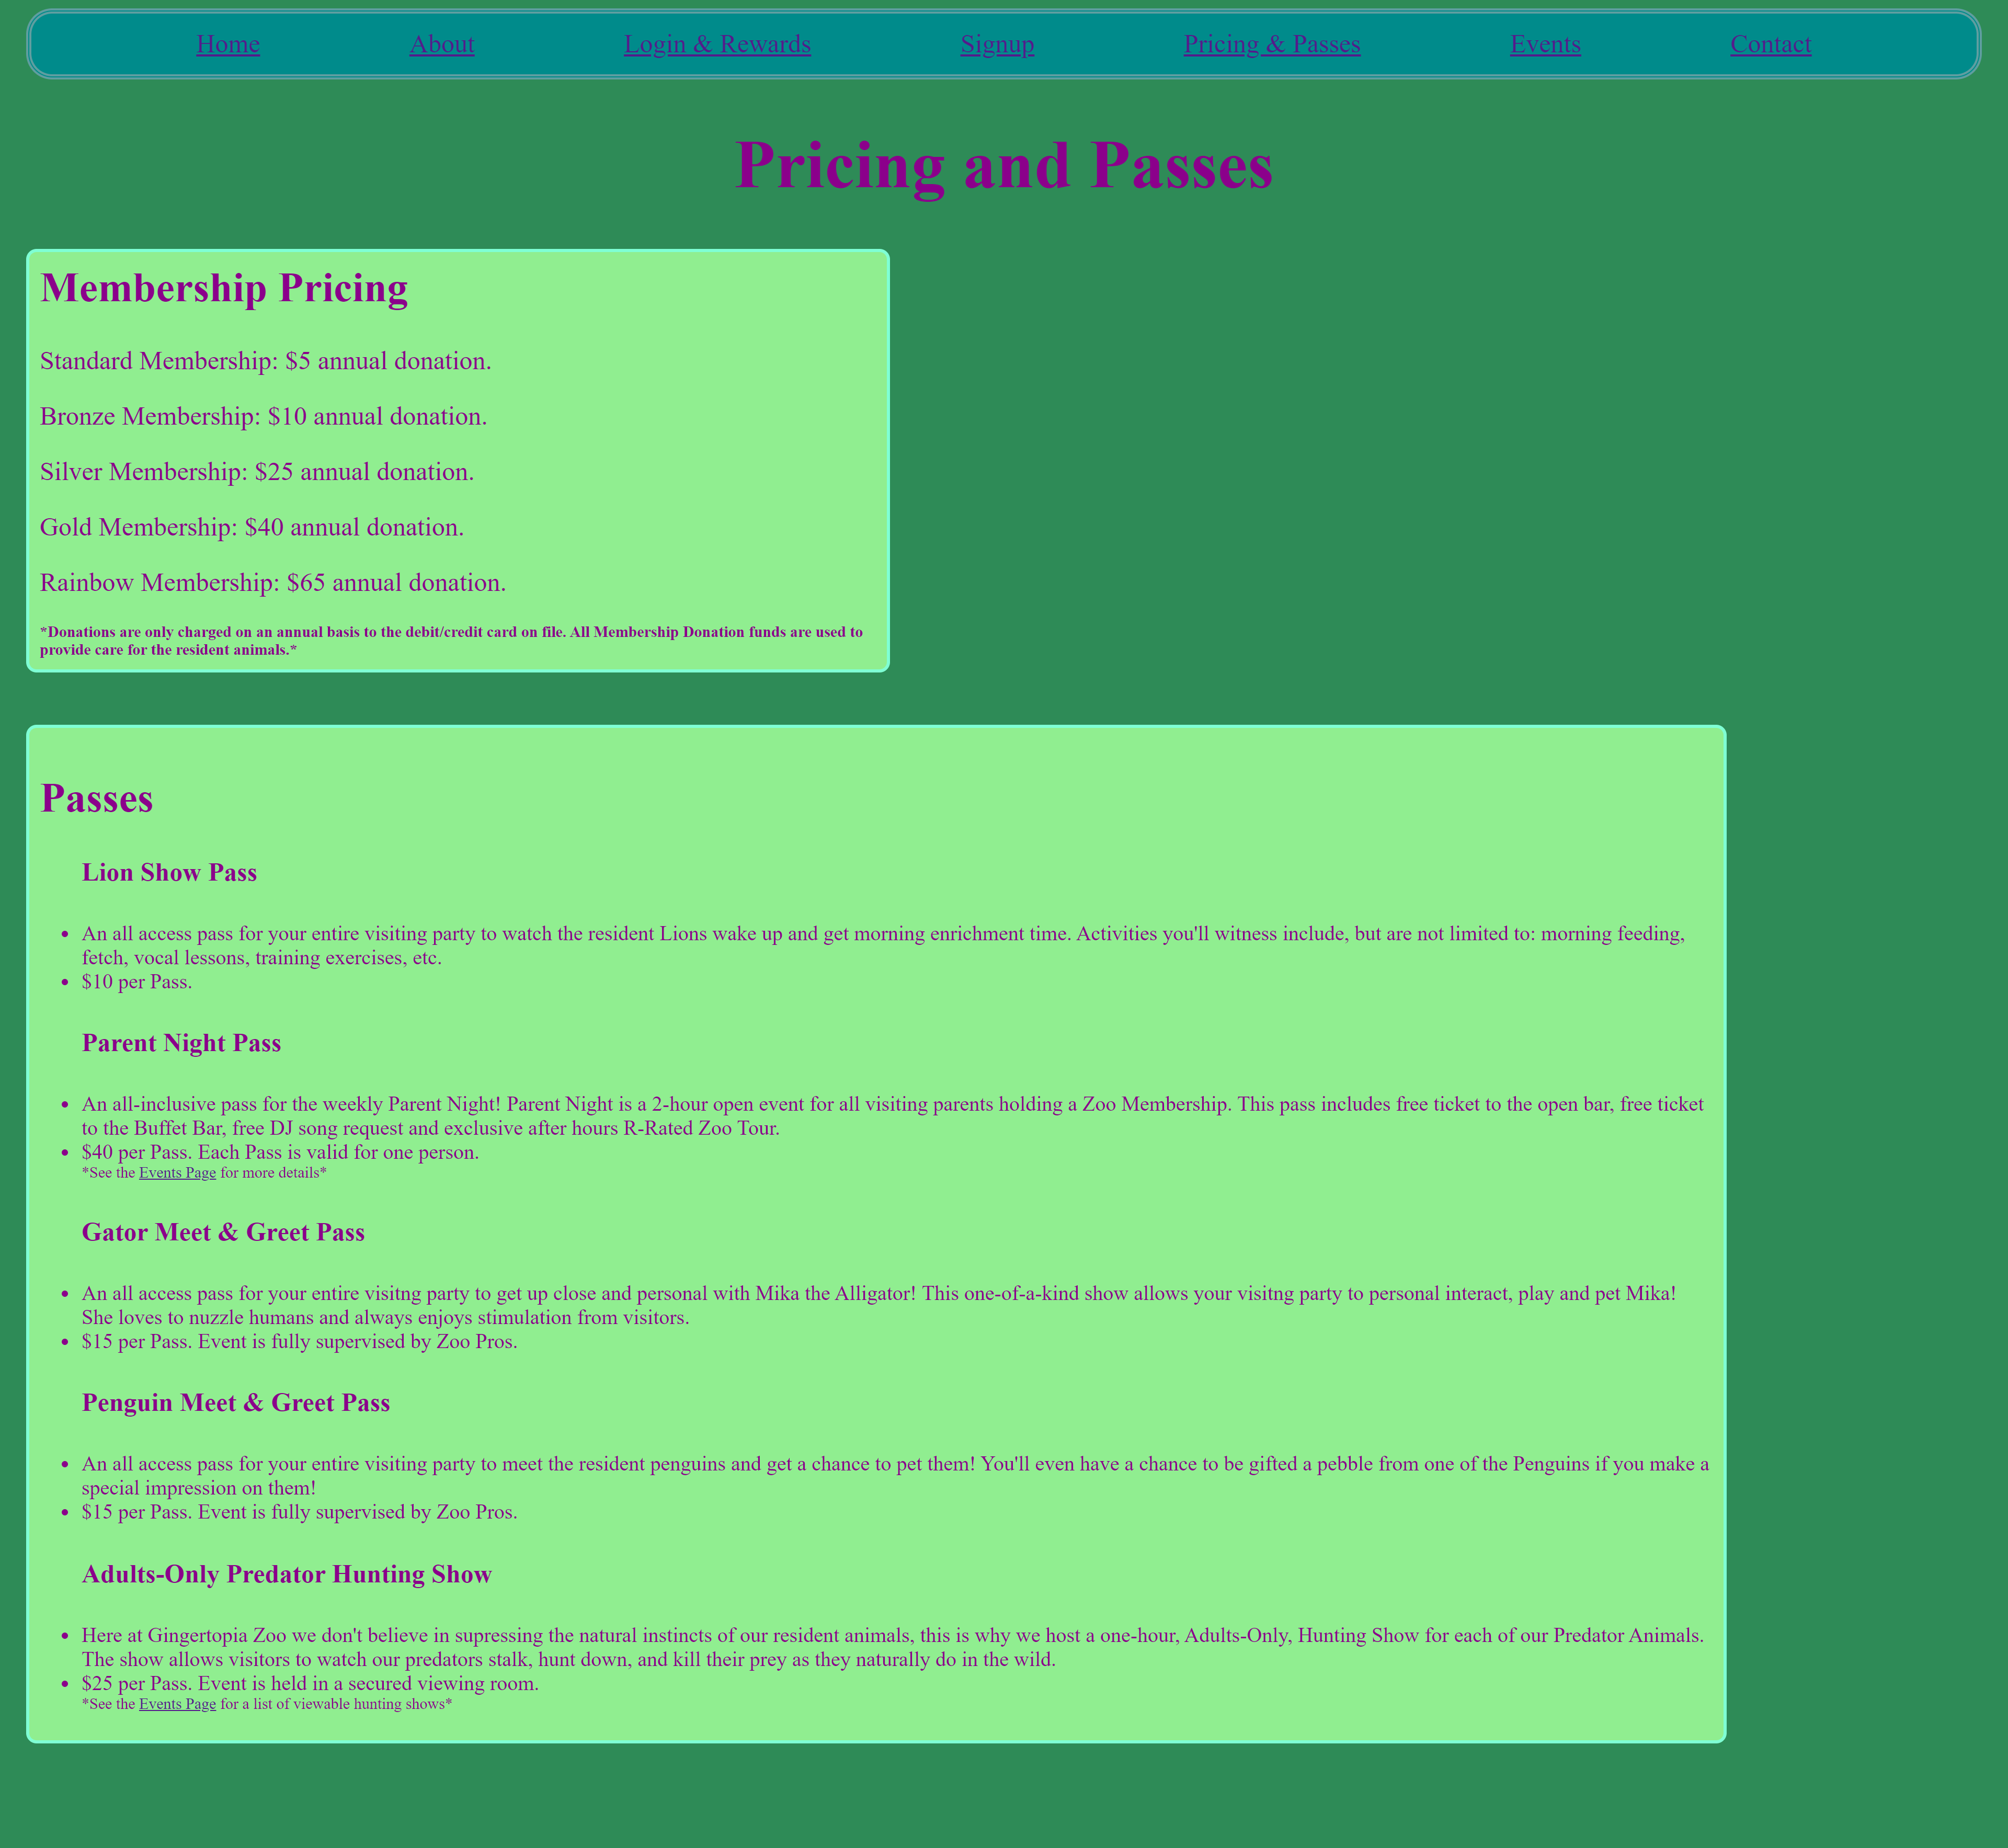 Home About Login & Rewards Signup Pricing & Passes Events Contact
Pricing and Passes
Membership Pricing
Standard Membership: $5 annual donation.
Bronze Membership: $10 annual donation.
Silver Membership: $25 annual donation.
Gold Membership: $40 annual donation.
Rainbow Membership: $65 annual donation.
*Donations are only charged on an annual basis to the debit/credit card on file. All Membership Donation funds are used to
provide care for the resident animals.*
Passes
Lion Show Pass
• An all access pass for your entire visiting party to watch the resident Lions wake up and get morning enrichment time. Activities you'll witness include, but are not limited to: morning feeding,
fetch, vocal lessons, training exercises, etc.
• $10 per Pass.
Parent Night Pass
• An all-inclusive pass for the weekly Parent Night! Parent Night is a 2-hour open event for all visiting parents holding a Zoo Membership. This pass includes free ticket to the open bar, free ticket
to the Buffet Bar, free DJ song request and exclusive after hours R-Rated Zoo Tour.
• $40 per Pass. Each Pass is valid for one person.
*See the Events Page for more details*
Gator Meet & Greet Pass
• An all access pass for your entire visitng party to get up close and personal with Mika the Alligator! This one-of-a-kind show allows your visitng party to personal interact, play and pet Mika!
She loves to nuzzle humans and always enjoys stimulation from visitors.
• $15 per Pass. Event is fully supervised by Zoo Pros.
Penguin Meet & Greet Pass
• An all access pass for your entire visiting party to meet the resident penguins and get a chance to pet them! You'll even have a chance to be gifted a pebble from one of the Penguins if you make a
special impression on them!
• $15 per Pass. Event is fully supervised by Zoo Pros.
Adults-Only Predator Hunting Show
• Here at Gingertopia Zoo we don't believe in supressing the natural instincts of our resident animals, this is why we host a one-hour, Adults-Only, Hunting Show for each of our Predator Animals.
The show allows visitors to watch our predators stalk, hunt down, and kill their prey as they naturally do in the wild.
• $25 per Pass. Event is held in a secured viewing room.
*See the Events Page for a list of viewable hunting shows*